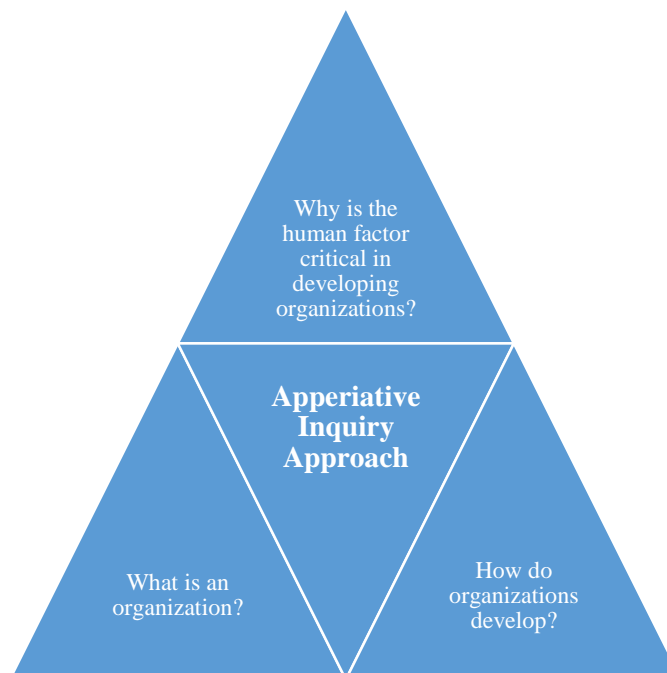 Why is the
human factor
critical in
developing
organizations?
Apperiative
Inquiry
Approach
What is an
organization?
How do
organizations
develop?